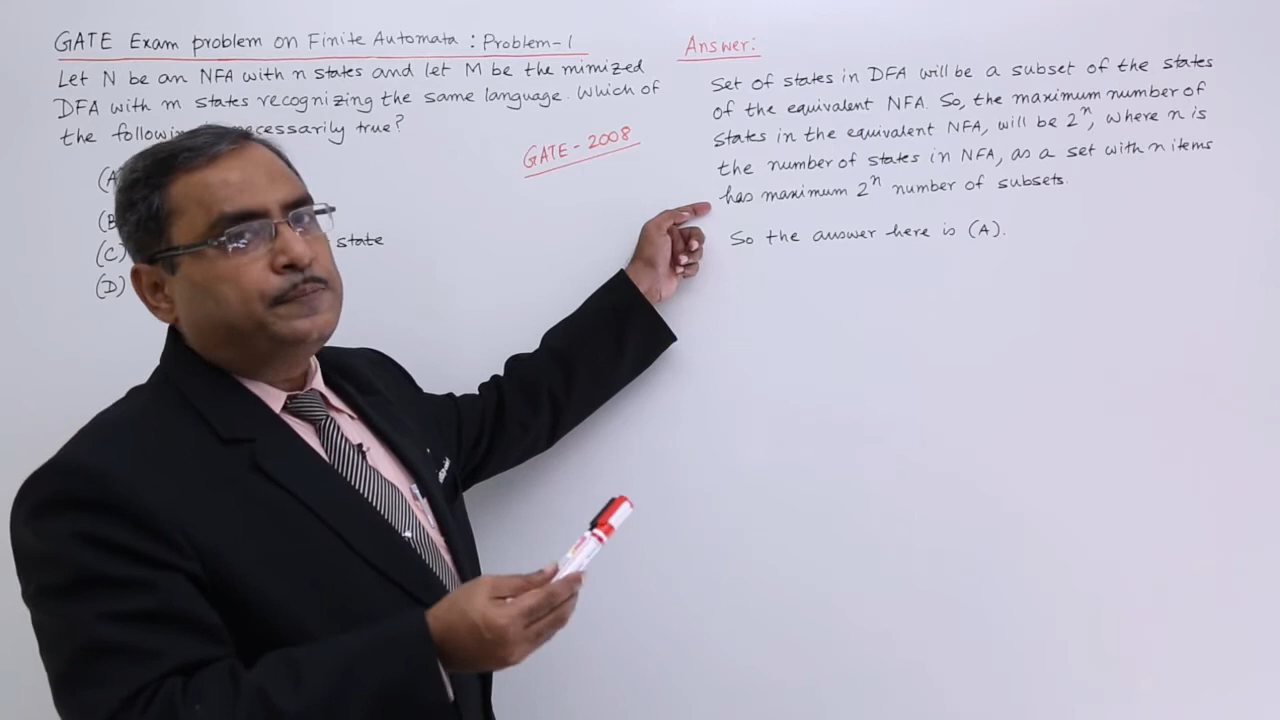 GATE Exam problem on Finite Automata : Problem-1
Let N be an NFA with n states and let M be the mimized
DFA with m states recognizing the same language. Which of
the necessarily true?
GATE-2008
(A
(B
(C) state
(D)
Answer:
Set of states in DFA will be a subset of the states
of the equivalent NFA. So, the maximum number of
states in the equivalent NFA, will be 2ⁿ, where n is
the number of states in NFA, as a set with n items
has maximum 2ⁿ number of subsets.
So the answer here is (A).